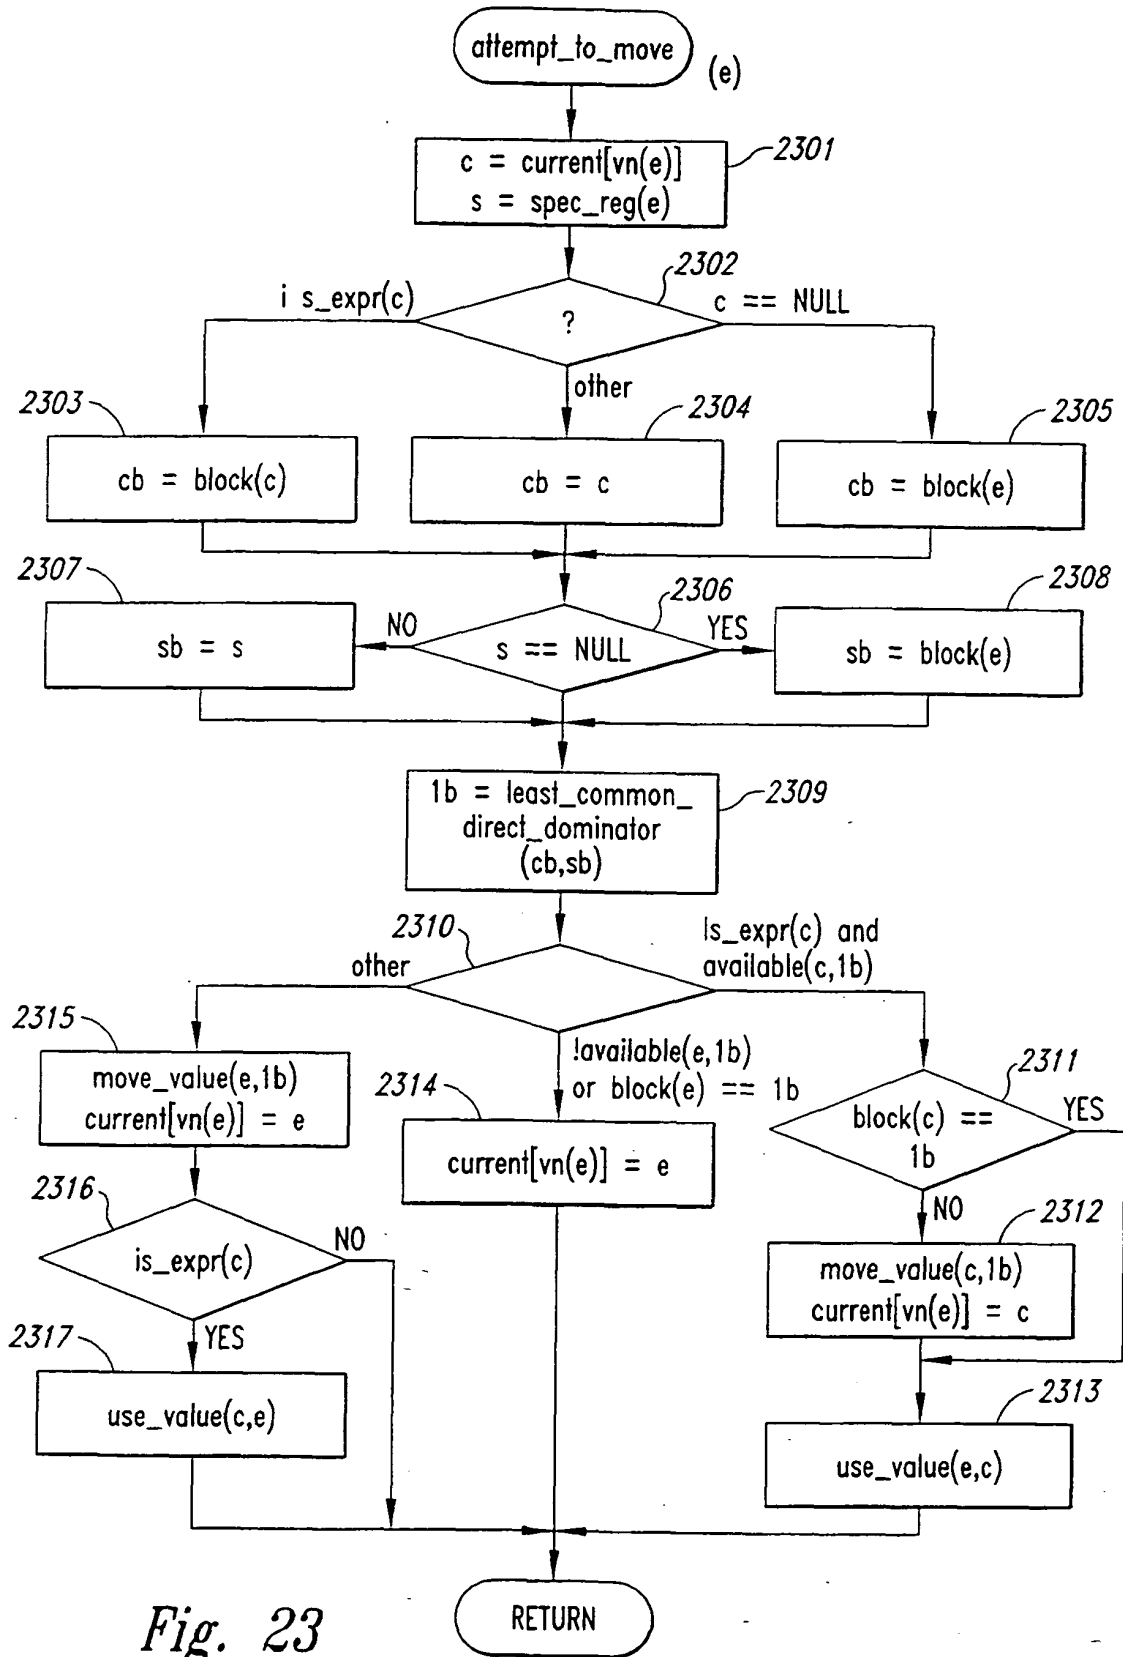 attempt_to_move
(e)
2301
c = current[vn(e)]
s = spec_reg(e)
2302
i s_expr(c)
?
c == NULL
other
2303
cb = block(c)
2304
cb = c
2305
cb = block(e)
2307
sb = s
NO
2306
s == NULL
YES
2308
sb = block(e)
2309
1b = least_common_
direct_dominator
(cb,sb)
2310
other
Is_expr(c) and
available(c,1b)
!available(e,1b)
or block(e) == 1b
2315
move_value(e,1b)
current[vn(e)] = e
2314
current[vn(e)] = e
2311
block(c) ==
1b
YES
NO
2316
is_expr(c)
NO
YES
2312
move_value(c,1b)
current[vn(e)] = c
2317
use_value(c,e)
2313
use_value(e,c)
RETURN
Fig. 23